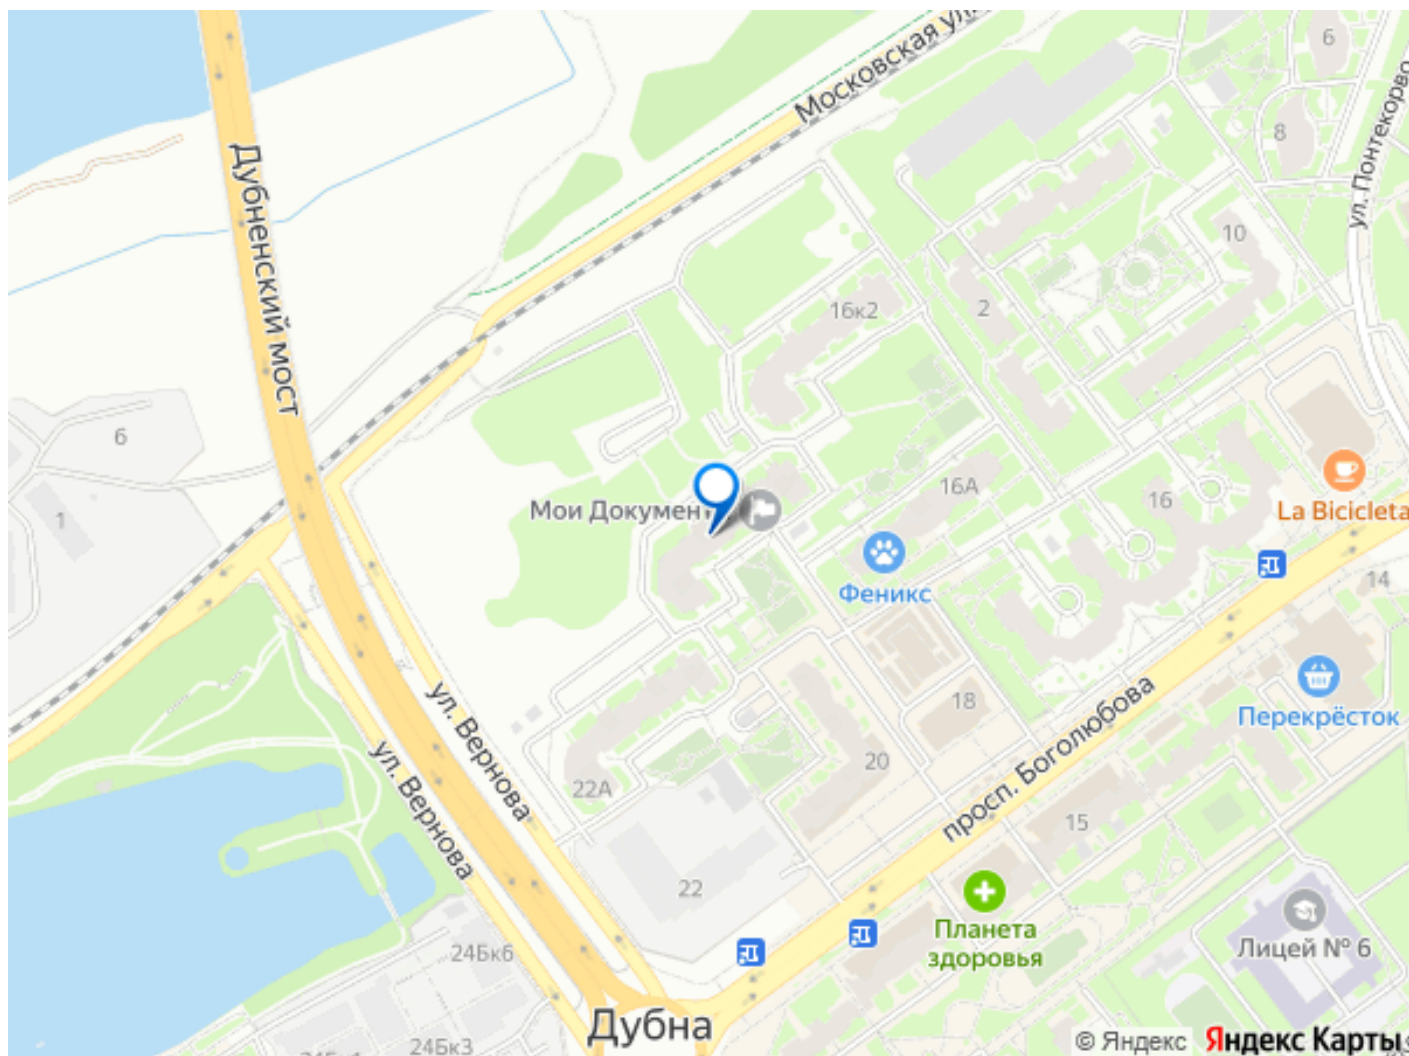 6
Московская ул
8
ул. Понтекорво
Дубненский мост
10
16к2
2
6
1
16А
16
Мои Документ
La Bicicleta
Феникс
14
18
Перекрёсток
ул. Вернова
ул. Вернова
20
22А
просп. Боголюбова
15
22
Планета
здоровья
Лицей № 6
24Бк6
Дубна
24Бк3
© Яндекс
Яндекс Карты